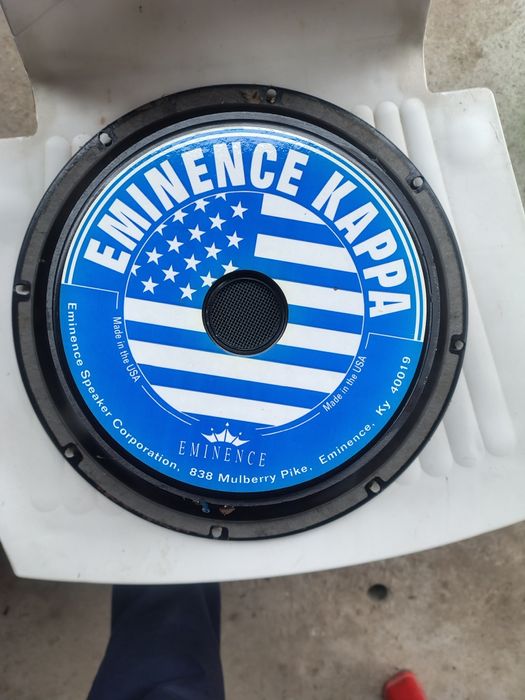 EMINENCE KAPPA
Made in the USA
Made in the USA
EMINENCE
Eminence Speaker Corporation, 838 Mulberry Pike, Eminence, Ky 40019